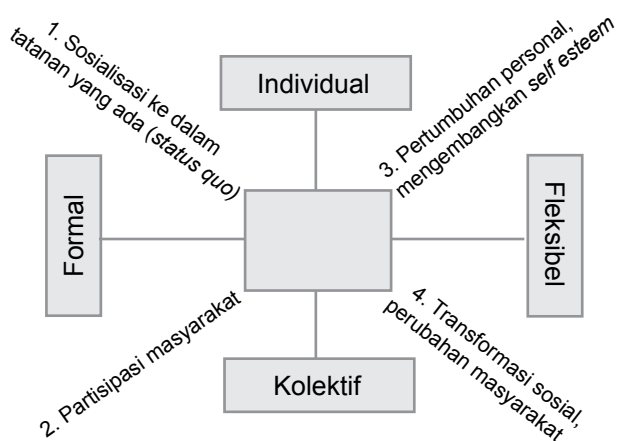 1. Sosialisasi ke dalam
tatanan yang ada (status quo)
Individual
3. Pertumbuhan personal,
mengembangkan self esteem
Formal
Fleksibel
2. Partisipasi masyarakat
Kolektif
4. Transformasi sosial,
perubahan masyarakat